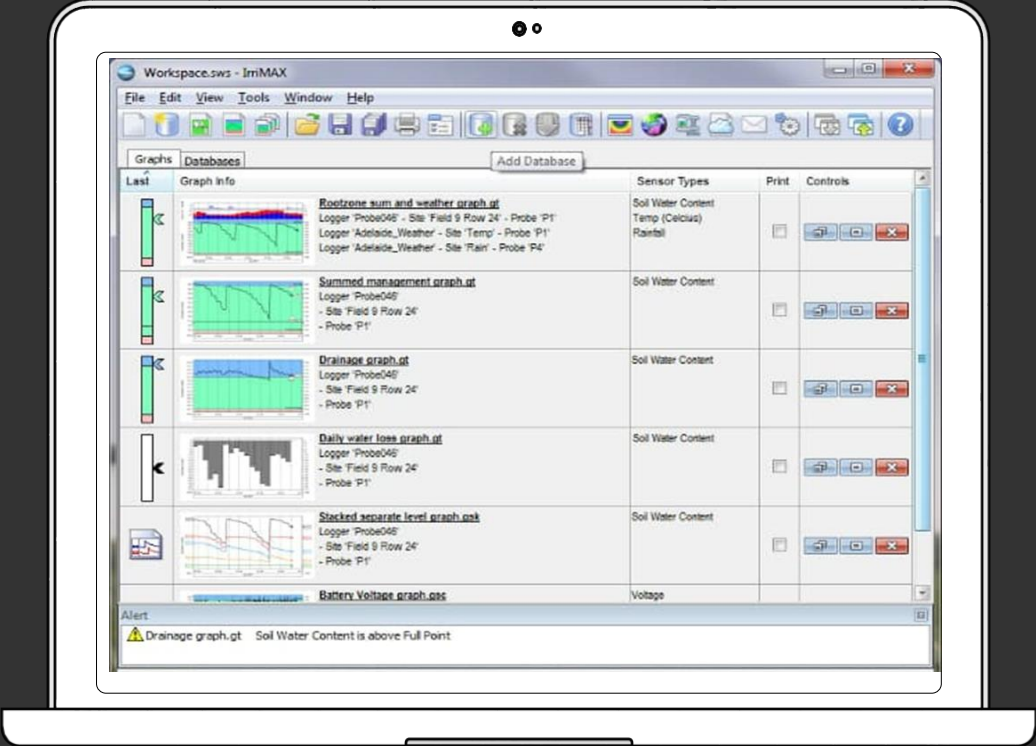 Workspace.sws - IrriMAX
File Edit View Tools Window Help
Graphs Databases
Add Database
Last Graph Info Sensor Types Print Controls
Rootzone sum and weather graph.gt Soil Water Content
Logger 'Probe046' - Site 'Field 9 Row 24' - Probe 'P1' Temp (Celcius)
Logger 'Adelaide_Weather' - Site 'Temp' - Probe 'P1' Rainfall
Logger 'Adelaide_Weather' - Site 'Rain' - Probe 'P4'
Summed management graph.gt Soil Water Content
Logger 'Probe046'
- Site 'Field 9 Row 24'
- Probe 'P1'
Drainage graph.gt Soil Water Content
Logger 'Probe046'
- Site 'Field 9 Row 24'
- Probe 'P1'
Daily water loss graph.gt Soil Water Content
Logger 'Probe046'
- Site 'Field 9 Row 24'
- Probe 'P1'
Stacked separate level graph.gsk Soil Water Content
Logger 'Probe046'
- Site 'Field 9 Row 24'
- Probe 'P1'
Battery Voltage graph.gsc Voltage
Alert
Drainage graph.gt Soil Water Content is above Full Point